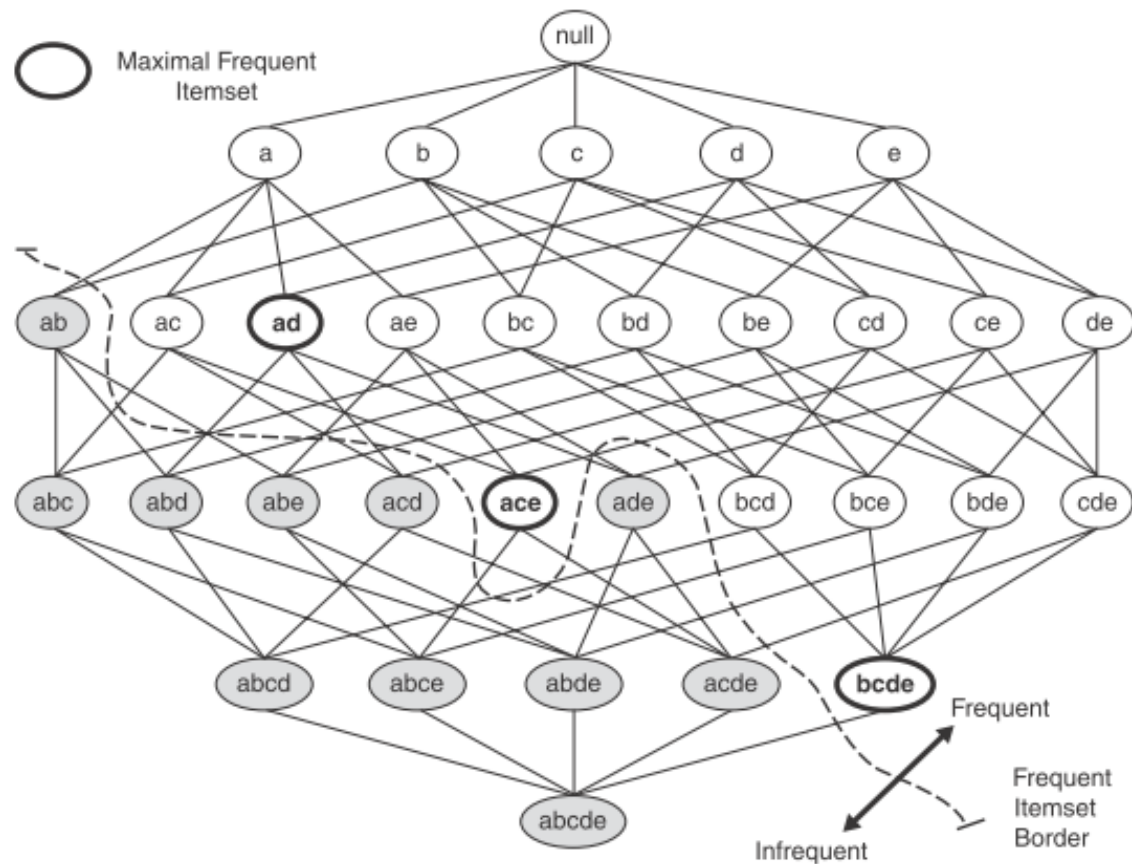 null
Maximal Frequent
Itemset
a b c d e
ab ac ad ae bc bd be cd ce de
abc abd abe acd ace ade bcd bce bde cde
abcd abce abde acde bcde
Frequent
Frequent
Itemset
Border
abcde
Infrequent